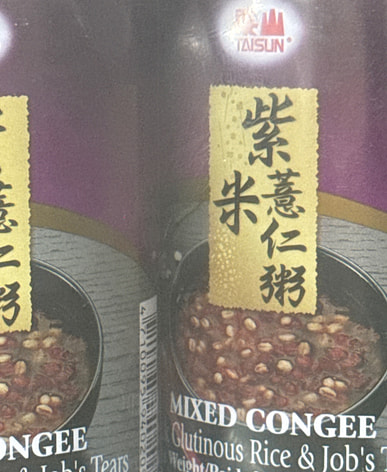 TAISUN
紫米薏仁粥
薏仁粥
MIXED CONGEE
Glutinous Rice & Job's
ONGEE
& Job's Tears